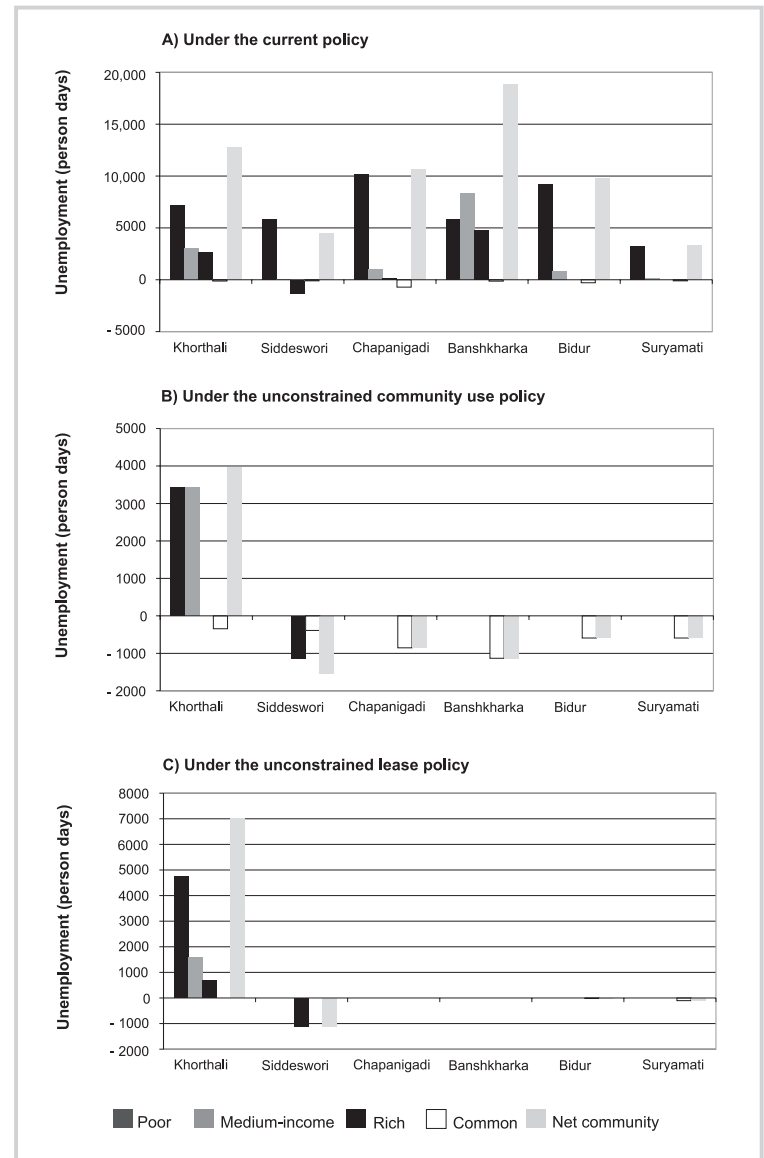 A) Under the current policy
Unemployment (person days)
20,000
15,000
10,000
5000
0
- 5000
Khorthali Siddeswori Chapanigadi Banshkharka Bidur Suryamati
B) Under the unconstrained community use policy
Unemployment (person days)
5000
4000
3000
2000
1000
0
- 1000
- 2000
Khorthali Siddeswori Chapanigadi Banshkharka Bidur Suryamati
C) Under the unconstrained lease policy
Unemployment (person days)
8000
7000
6000
5000
4000
3000
2000
1000
0
- 1000
- 2000
Khorthali Siddeswori Chapanigadi Banshkharka Bidur Suryamati
Poor Medium-income Rich Common Net community